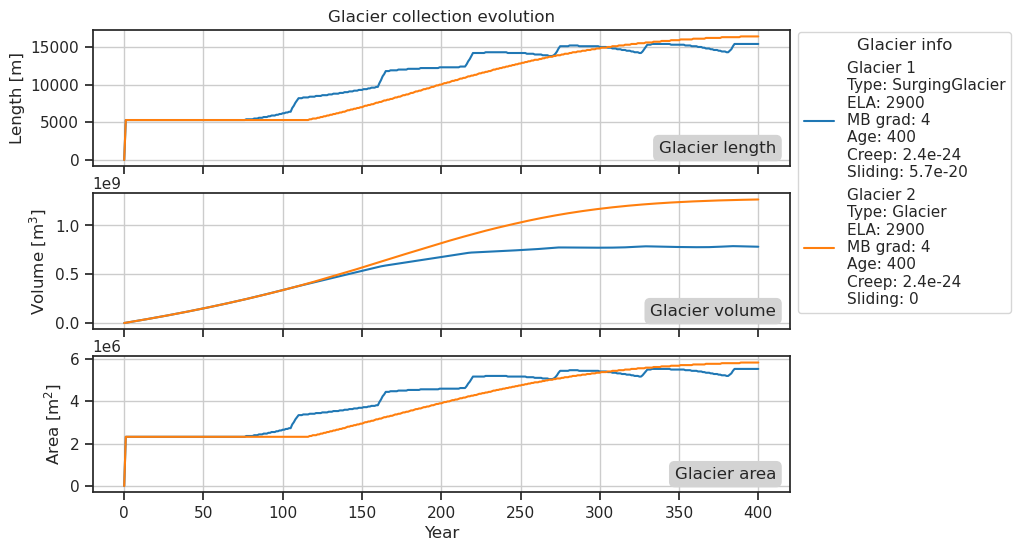 Glacier collection evolution
Length [m]
15000
10000
5000
0
Glacier length
1e9
Volume [m³]
1.0
0.5
0.0
Glacier volume
1e6
Area [m²]
6
4
2
0
Glacier area
0 50 100 150 200 250 300 350 400
Year
Glacier info
Glacier 1
Type: SurgingGlacier
ELA: 2900
MB grad: 4
Age: 400
Creep: 2.4e-24
Sliding: 5.7e-20
Glacier 2
Type: Glacier
ELA: 2900
MB grad: 4
Age: 400
Creep: 2.4e-24
Sliding: 0